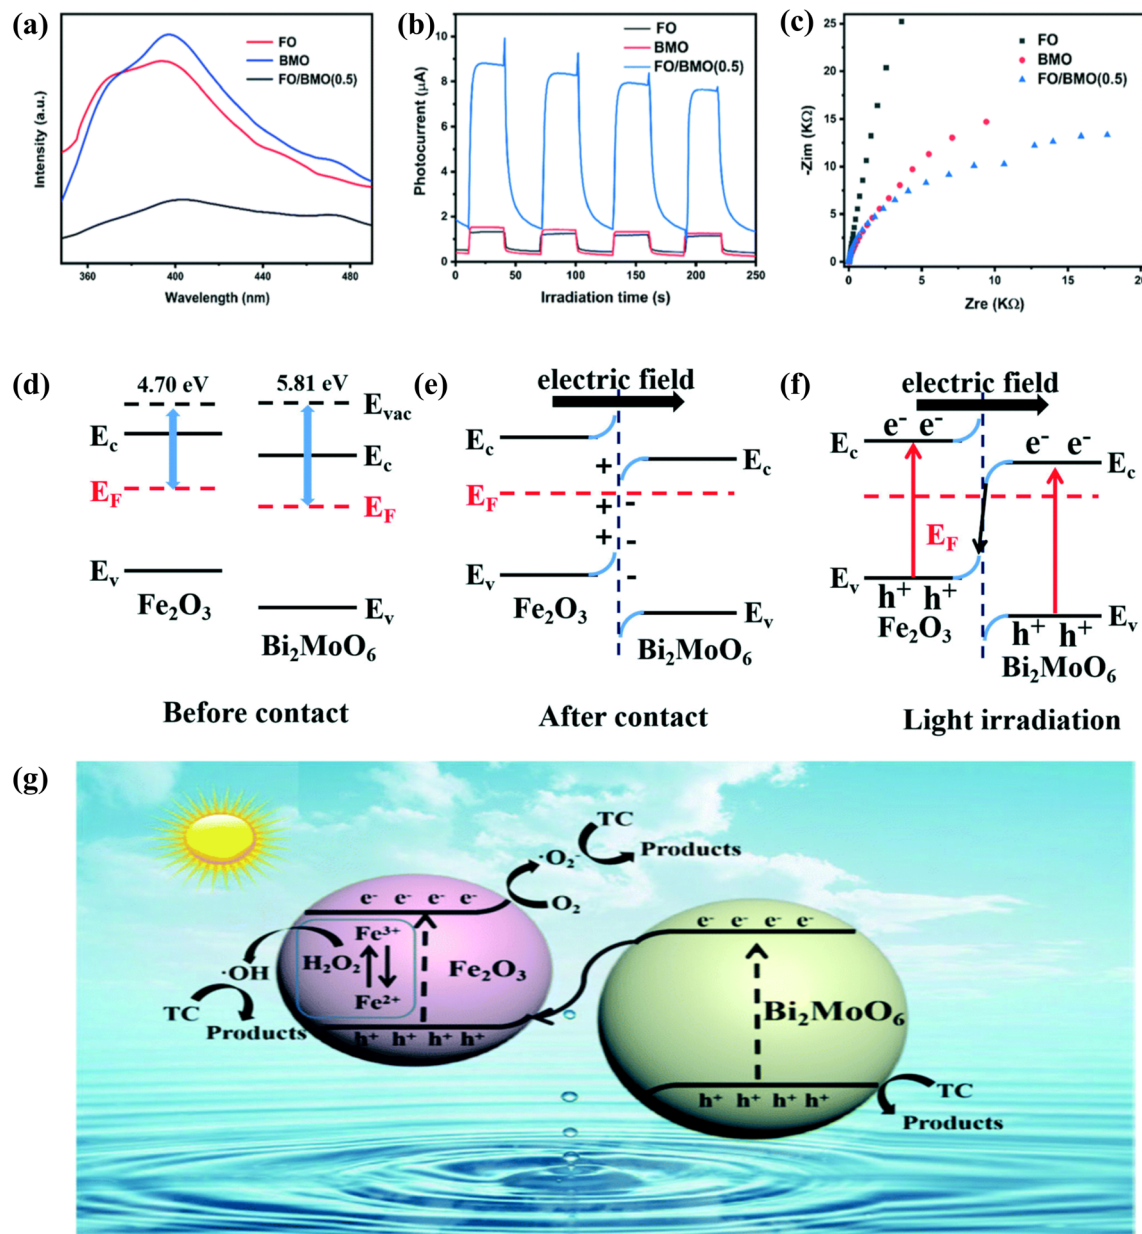 (a)
FO
BMO
FO/BMO(0.5)
Intensity (a.u.)
360 400 440 480
Wavelength (nm)
(b)
FO
BMO
FO/BMO(0.5)
Photocurrent (μA)
10
8
6
4
2
0
0 50 100 150 200 250
Irradiation time (s)
(c)
FO
BMO
FO/BMO(0.5)
-Zim (KΩ)
25
20
15
10
5
0
0 5 10 15 20
Zre (KΩ)
(d)
4.70 eV 5.81 eV
Evac
Ec
Ec
EF
EF
Ev
Ev
Fe2O3
Bi2MoO6
Before contact
(e)
electric field
Ec
+
Ec
EF
+ -
+ -
Ev
-
Fe2O3
Ev
Bi2MoO6
After contact
(f)
electric field
e- e-
Ec
e- e-
Ec
EF
Ev
h+ h+
Fe2O3
Ev
h+ h+
Bi2MoO6
Light irradiation
(g)
TC
·O2-
Products
O2
e- e- e- e-
Fe3+
H2O2
Fe2O3
Fe2+
·OH
TC
Products
h+ h+ h+ h+
e- e- e- e-
Bi2MoO6
h+ h+ h+ h+
TC
Products